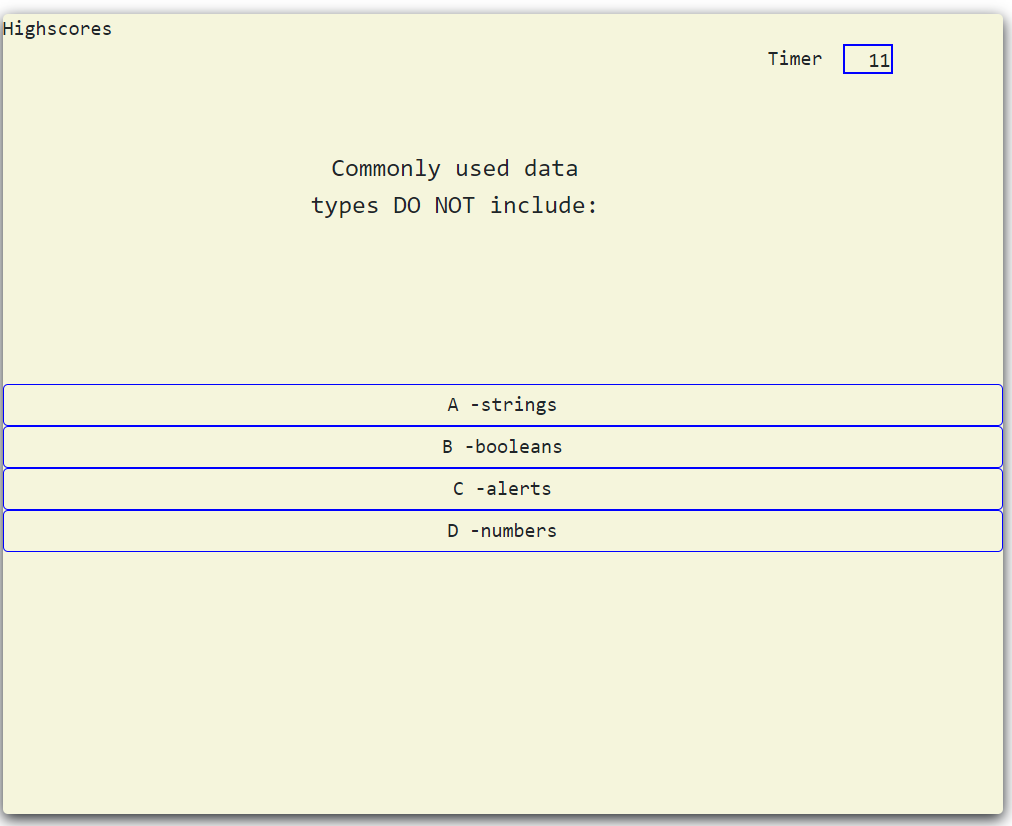 Highscores
Timer 11
Commonly used data
types DO NOT include:
A -strings
B -booleans
C -alerts
D -numbers